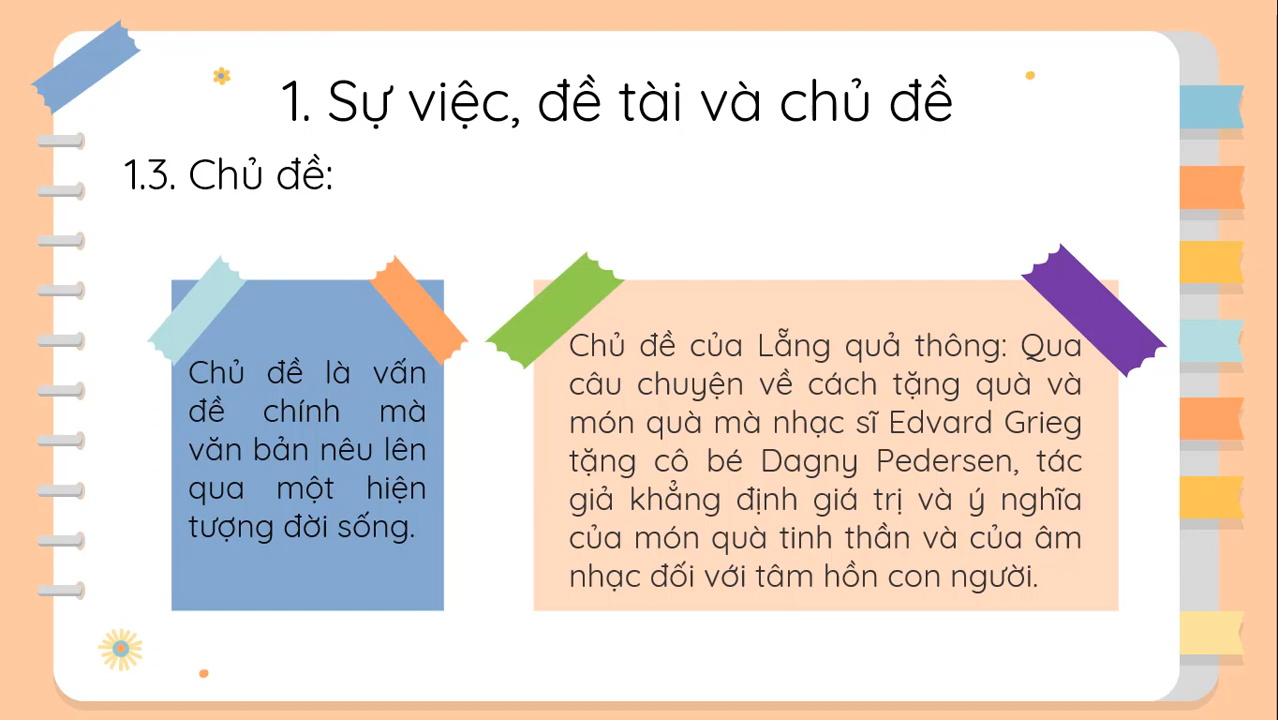 1. Sự việc, đề tài và chủ đề
1.3. Chủ đề:
Chủ đề là vấn
đề chính mà
văn bản nêu lên
qua một hiện
tượng đời sống.
Chủ đề của Lẵng quả thông: Qua
câu chuyện về cách tặng quà và
món quà mà nhạc sĩ Edvard Grieg
tặng cô bé Dagny Pedersen, tác
giả khẳng định giá trị và ý nghĩa
của món quà tinh thần và của âm
nhạc đối với tâm hồn con người.